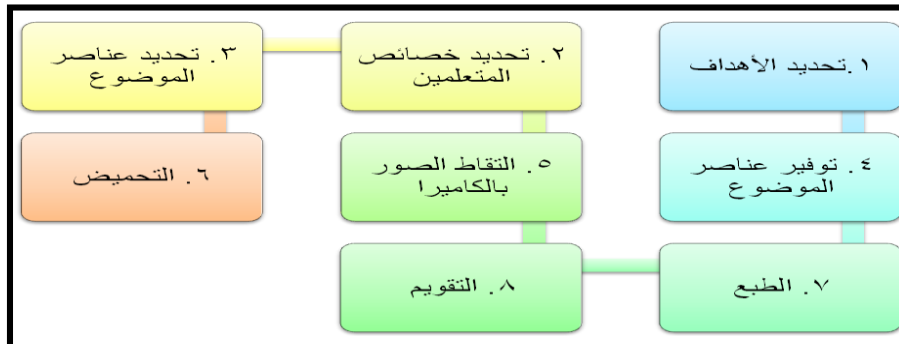 ١.تحديد الأهداف
٢. تحديد خصائص
المتعلمين
٣. تحديد عناصر
الموضوع
٤. توفير عناصر
الموضوع
٥. التقاط الصور
بالكاميرا
٦. التحميض
٧. الطبع
٨. التقويم